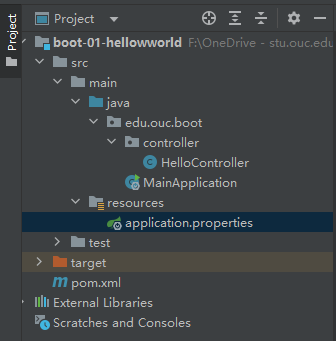 Project
Project
boot-01-hellowworld F:\OneDrive - stu.ouc.edu
src
main
java
edu.ouc.boot
controller
HelloController
MainApplication
resources
application.properties
test
target
pom.xml
External Libraries
Scratches and Consoles